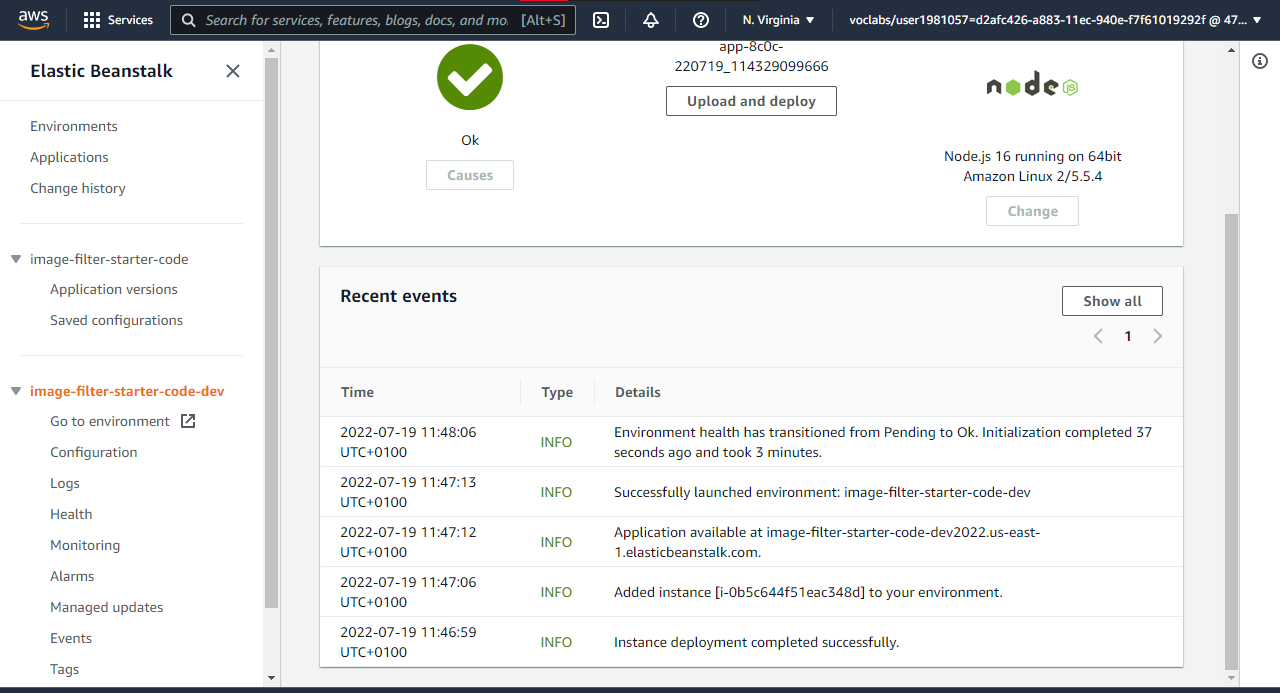 aws
Services
Search for services, features, blogs, docs, and mo. [Alt+S]
N. Virginia
voclabs/user1981057=d2afc426-a883-11ec-940e-f7f61019292f @ 47...
Elastic Beanstalk
Environments
Applications
Change history
image-filter-starter-code
Application versions
Saved configurations
image-filter-starter-code-dev
Go to environment
Configuration
Logs
Health
Monitoring
Alarms
Managed updates
Events
Tags
Ok
Causes
app-8c0c-
220719_114329099666
Upload and deploy
node
JS
Node.js 16 running on 64bit
Amazon Linux 2/5.5.4
Change
Recent events
Show all
1
Time Type Details
2022-07-19 11:48:06
UTC+0100
INFO
Environment health has transitioned from Pending to Ok. Initialization completed 37
seconds ago and took 3 minutes.
2022-07-19 11:47:13
UTC+0100
INFO
Successfully launched environment: image-filter-starter-code-dev
2022-07-19 11:47:12
UTC+0100
INFO
Application available at image-filter-starter-code-dev2022.us-east-
1.elasticbeanstalk.com.
2022-07-19 11:47:06
UTC+0100
INFO
Added instance [i-0b5c644f51eac348d] to your environment.
2022-07-19 11:46:59
UTC+0100
INFO
Instance deployment completed successfully.